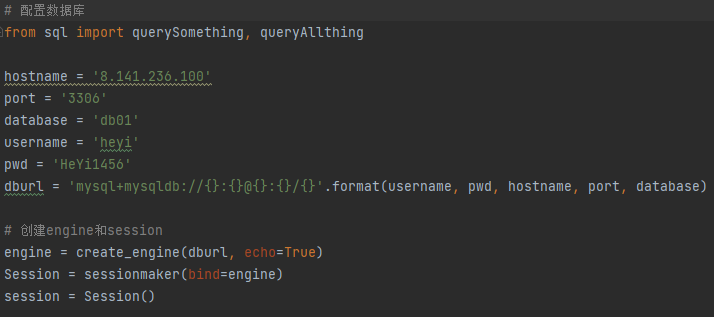 # 配置数据库
from sql import querySomething, queryAllthing
hostname = '8.141.236.100'
port = '3306'
database = 'db01'
username = 'heyi'
pwd = 'HeYi1456'
dburl = 'mysql+mysqldb://{}:{}@{}:{}/{}'.format(username, pwd, hostname, port, database)
# 创建engine和session
engine = create_engine(dburl, echo=True)
Session = sessionmaker(bind=engine)
session = Session()